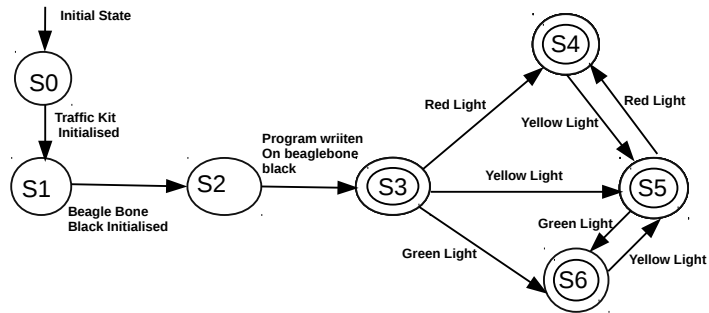 Initial State
S0
Traffic Kit
Initialised
S1
Beagle Bone
Black Initialised
S2
Program wriiten
On beaglebone
black
S3
Red Light
Yellow Light
Green Light
S4
Yellow Light
Red Light
S5
Green Light
Yellow Light
S6